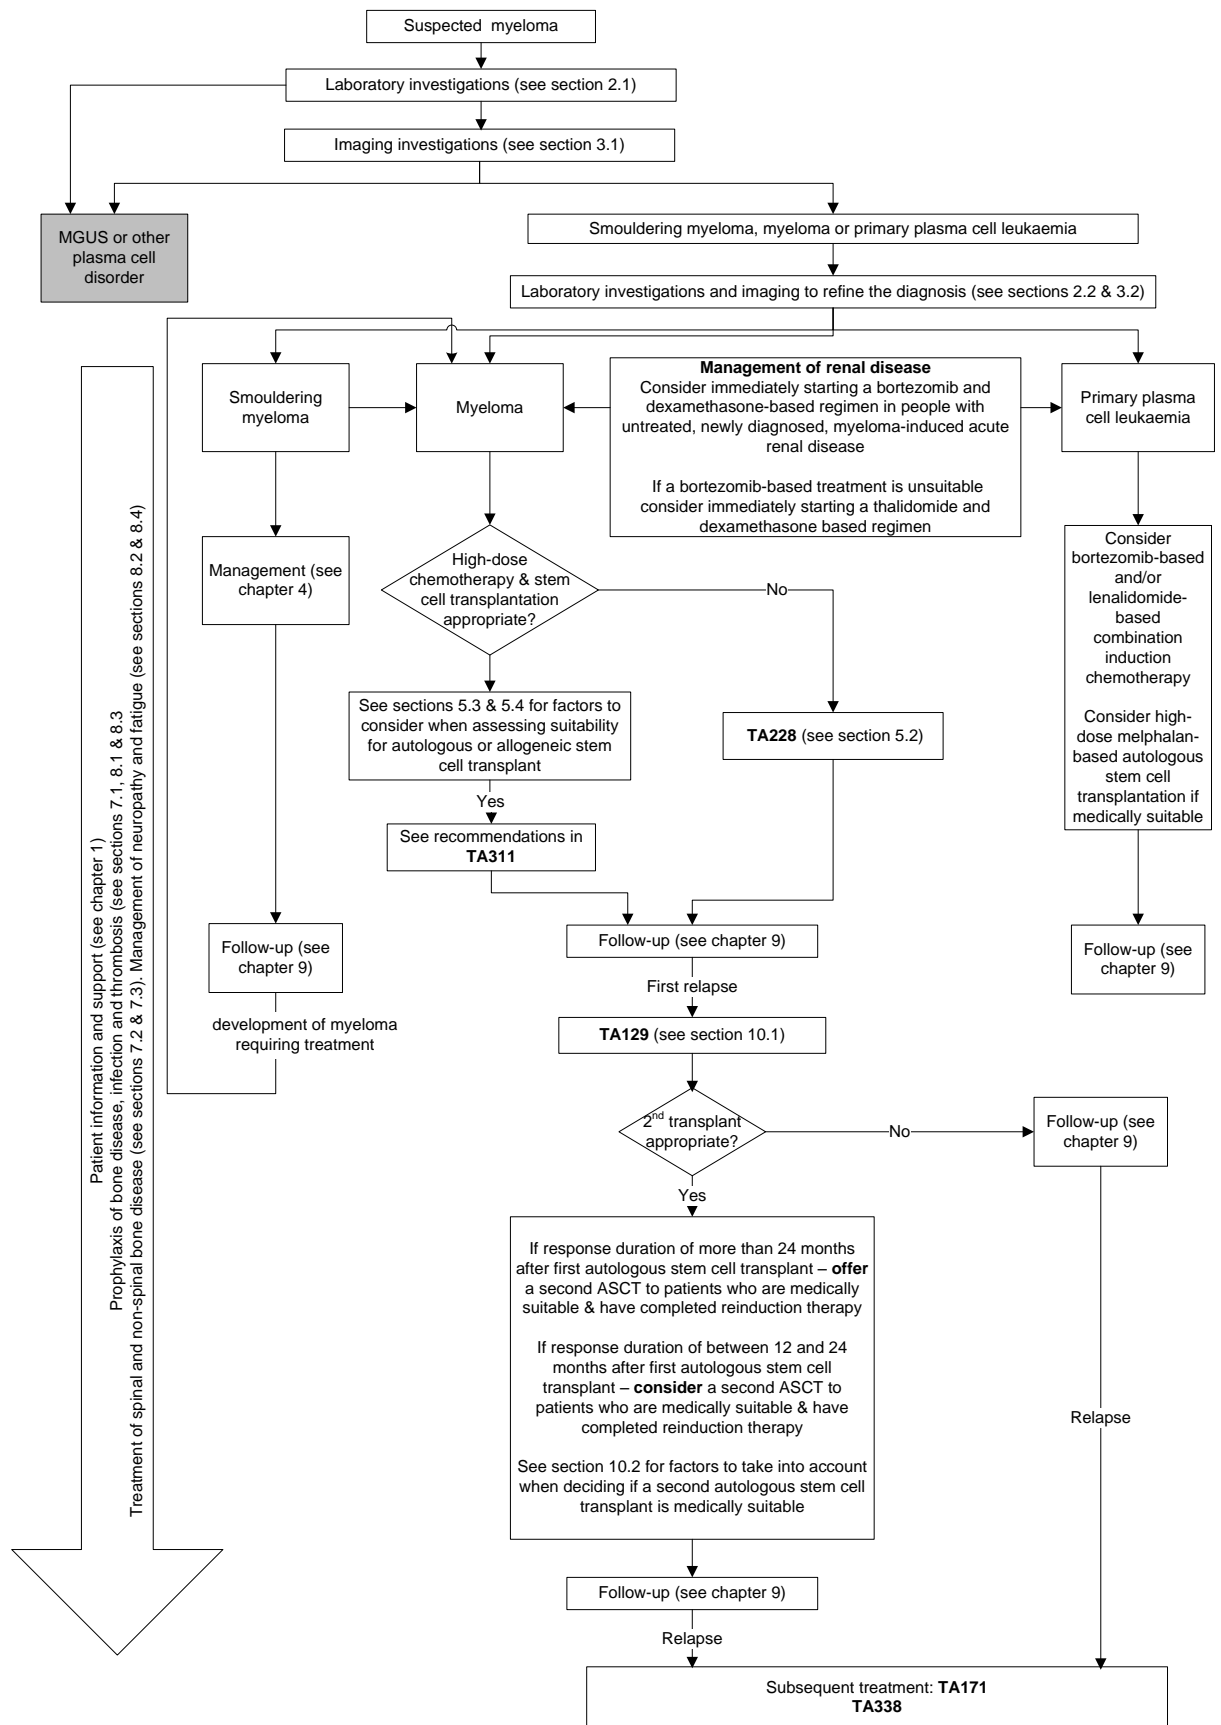 Suspected myeloma
Laboratory investigations (see section 2.1)
Imaging investigations (see section 3.1)
MGUS or other
plasma cell
disorder
Smouldering myeloma, myeloma or primary plasma cell leukaemia
Laboratory investigations and imaging to refine the diagnosis (see sections 2.2 & 3.2)
Smouldering
myeloma
Myeloma
Management of renal disease
Consider immediately starting a bortezomib and
dexamethasone-based regimen in people with
untreated, newly diagnosed, myeloma-induced acute
renal disease
If a bortezomib-based treatment is unsuitable
consider immediately starting a thalidomide and
dexamethasone based regimen
Primary plasma
cell leukaemia
Management (see
chapter 4)
High-dose
chemotherapy & stem
cell transplantation
appropriate?
No
Consider
bortezomib-based
and/or
lenalidomide-
based
combination
induction
chemotherapy
Consider high-
dose melphalan-
based autologous
stem cell
transplantation if
medically suitable
See sections 5.3 & 5.4 for factors to
consider when assessing suitability
for autologous or allogeneic stem
cell transplant
TA228 (see section 5.2)
Yes
See recommendations in
TA311
Follow-up (see
chapter 9)
Follow-up (see chapter 9)
Follow-up (see
chapter 9)
First relapse
development of myeloma
requiring treatment
TA129 (see section 10.1)
2nd transplant
appropriate?
No
Follow-up (see
chapter 9)
Yes
If response duration of more than 24 months
after first autologous stem cell transplant – offer
a second ASCT to patients who are medically
suitable & have completed reinduction therapy
If response duration of between 12 and 24
months after first autologous stem cell
transplant – consider a second ASCT to
patients who are medically suitable & have
completed reinduction therapy
See section 10.2 for factors to take into account
when deciding if a second autologous stem cell
transplant is medically suitable
Relapse
Follow-up (see chapter 9)
Relapse
Subsequent treatment: TA171
TA338
Patient information and support (see chapter 1)
Prophylaxis of bone disease, infection and thrombosis (see sections 7.1, 8.1 & 8.3
Treatment of spinal and non-spinal bone disease (see sections 7.2 & 7.3). Management of neuropathy and fatigue (see sections 8.2 & 8.4)